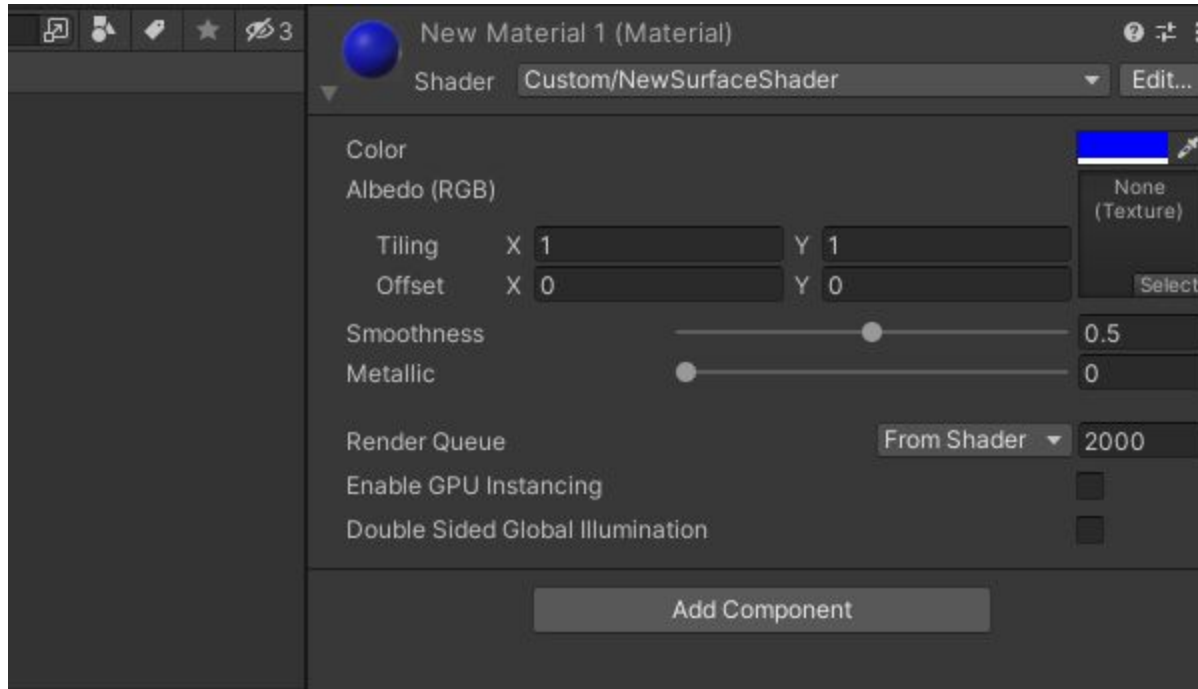 3
New Material 1 (Material)
Shader Custom/NewSurfaceShader Edit...
Color
Albedo (RGB) None
(Texture)
Tiling X 1 Y 1
Offset X 0 Y 0 Select
Smoothness 0.5
Metallic 0
Render Queue From Shader 2000
Enable GPU Instancing
Double Sided Global Illumination
Add Component